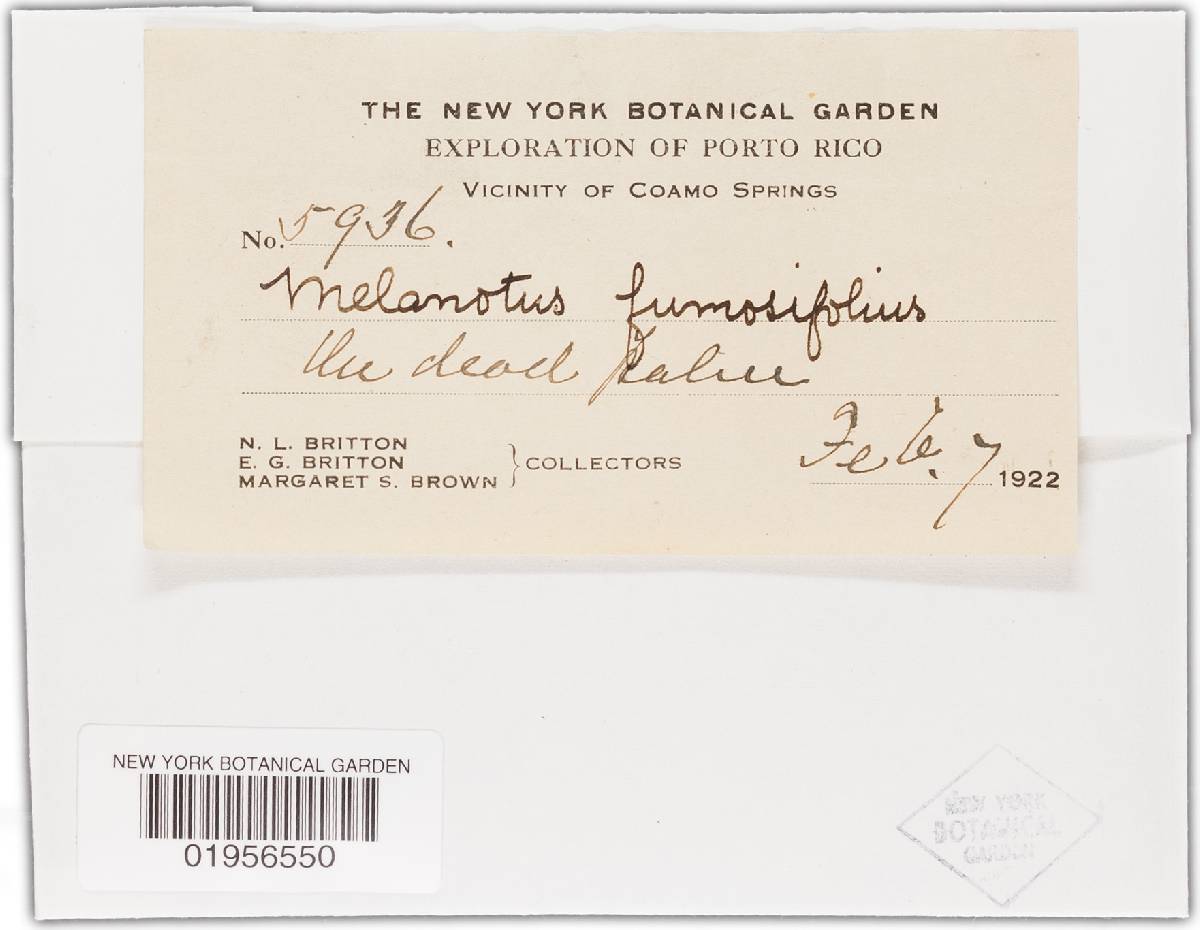 THE NEW YORK BOTANICAL GARDEN
EXPLORATION OF PORTO RICO
VICINITY OF COAMO SPRINGS
No. 5936.
Melanotus fumosifolius
On dead palm
N. L. BRITTON
E. G. BRITTON
MARGARET S. BROWN
COLLECTORS
Feb. 7 1922
NEW YORK BOTANICAL GARDEN
01956550
NEW YORK
BOTANICAL
GARDEN